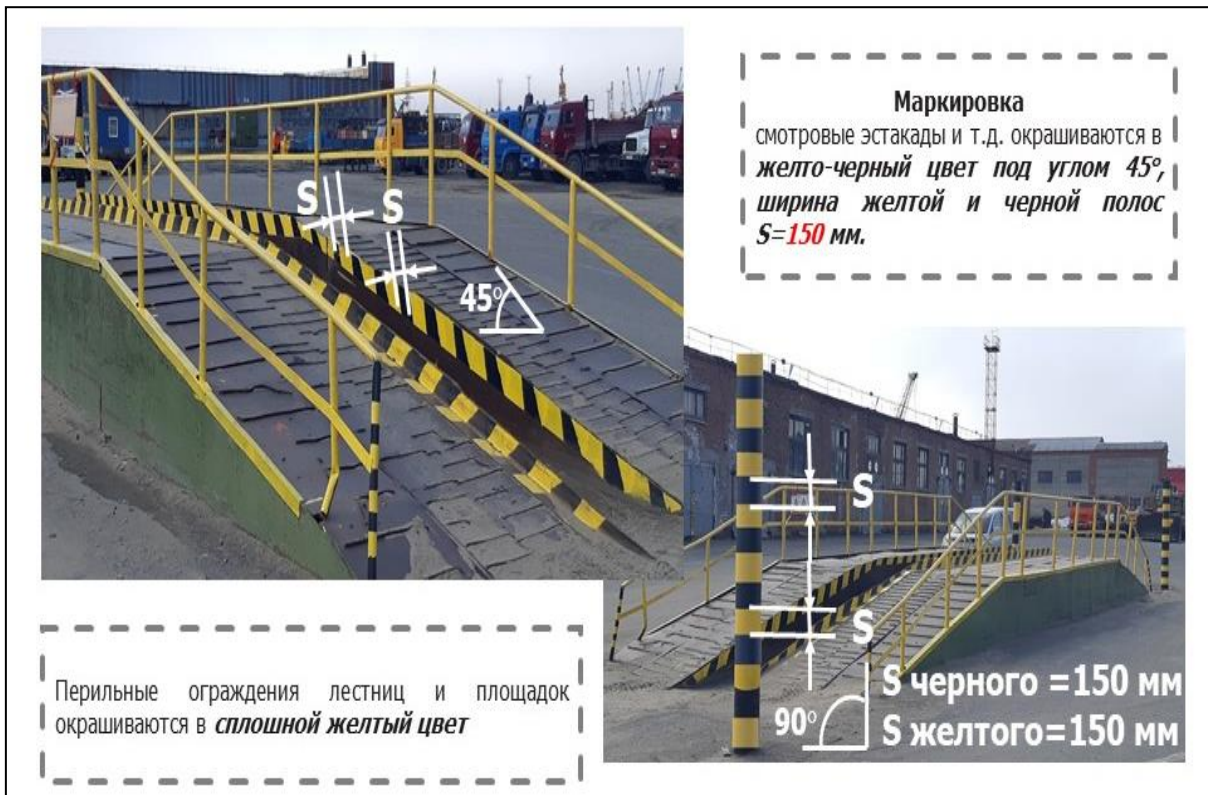 Маркировка
смотровые эстакады и т.д. окрашиваются в
желто-черный цвет под углом 45°,
ширина желтой и черной полос
S=150 мм.
S S
45°
S
S
S черного =150 мм
90°
S желтого=150 мм
Перильные ограждения лестниц и площадок
окрашиваются в сплошной желтый цвет